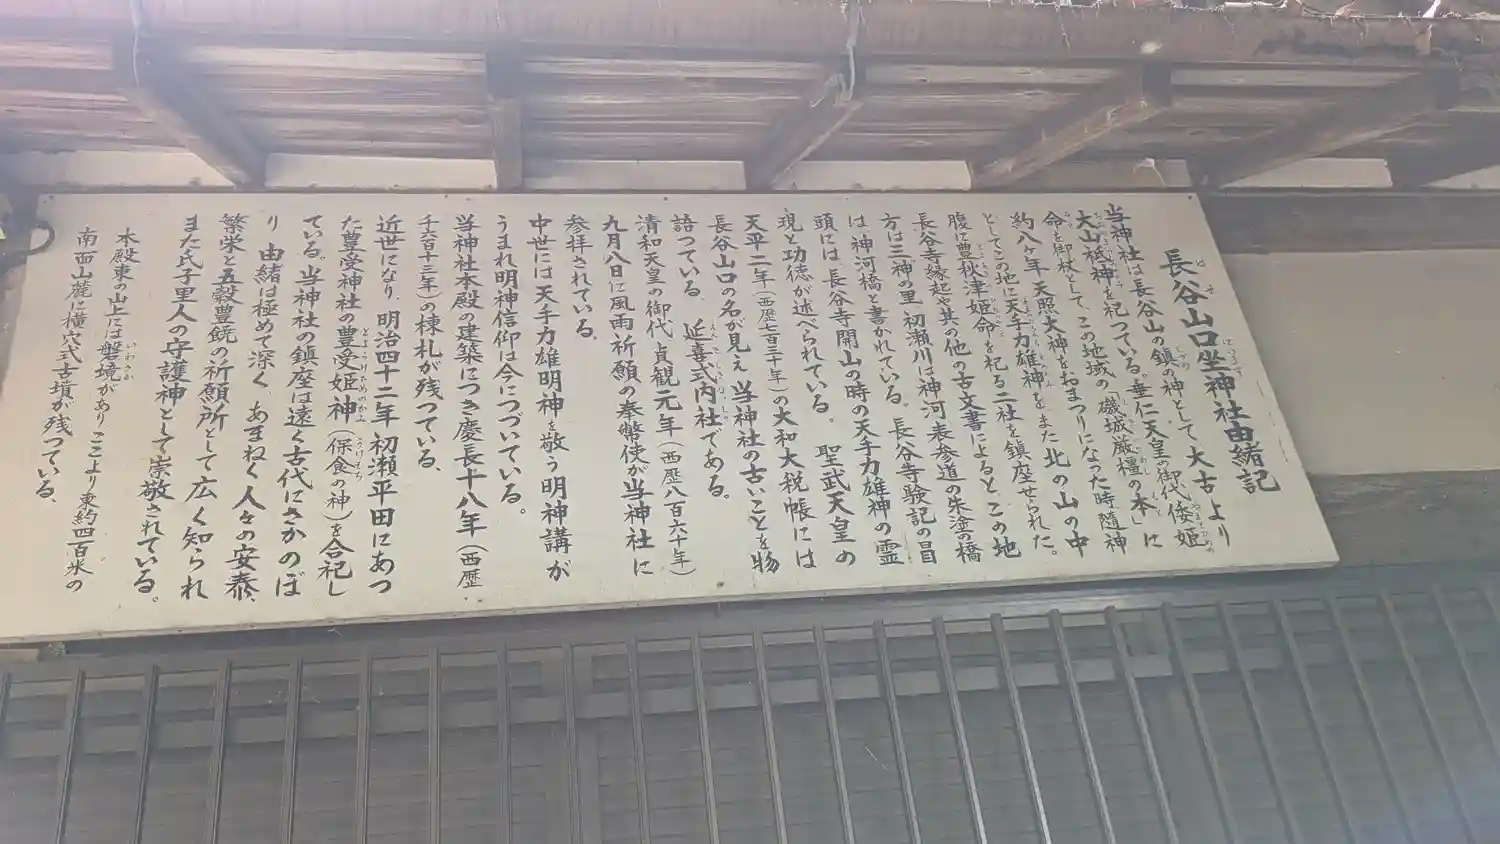 長谷山口坐神社由緒記
当神社は長谷山の鎮の神として大古より
大山祇神を祀つている。垂仁天皇の御代倭姫
命を御杖として、この地域の「磯城厳橿の本」に
約八ケ年天照大神をおまつりになつた時随神
としてこの地に天手力雄神をまた北の山の中
腹に豊秋津姫命を祀る二社を鎮座せられた。
長谷寺縁起や其の他の古文書によると、この地
方は三神の里、初瀬川は神河表参道の朱塗の橋
は神河橋と書かれている。長谷寺験記の冒
頭には、長谷寺開山の時の天手力雄神の霊
現と功徳が述べられている。 聖武天皇の
天平二年(西歴七百三十年)の大和大税帳には
長谷山口の名が見え当神社の古いことを物
語つている 延喜式内社である。
清和天皇の御代貞観元年(西歴八百六十年)
九月八日に風雨祈願の奉幣使が当神社に
参拝されている。
中世には天手力雄明神を敬う明神講が
うまれ明神信仰は今につづいている。
当神社本殿の建築につき慶長十八年(西歴
千六百十三年)の棟札が残つている、
近世になり、明治四十二年初瀬平田にあつ
た豊受神社の豊受姫神(保食の神)を合祀し
ている。当神社の鎮座は遠く古代にさかのぼ
り 由緒は極めて深く あまねく人々の安泰、
繁栄と五穀豊饒の祈願所として広く知られ
また氏子里人の守護神として崇敬されている。
本殿東の山上には磐境があり ここより東約四百米の
南面山麓に横穴式古墳が残つている、